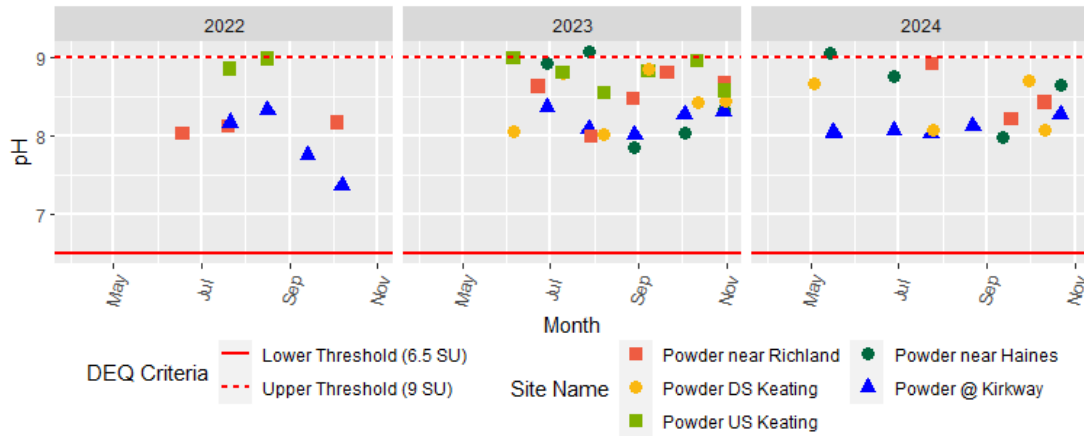 2022 2023 2024
9
8
7
pH
May Jul Sep Nov May Jul Sep Nov May Jul Sep Nov
Month
DEQ Criteria
Lower Threshold (6.5 SU)
Upper Threshold (9 SU)
Site Name
Powder near Richland
Powder DS Keating
Powder US Keating
Powder near Haines
Powder @ Kirkway